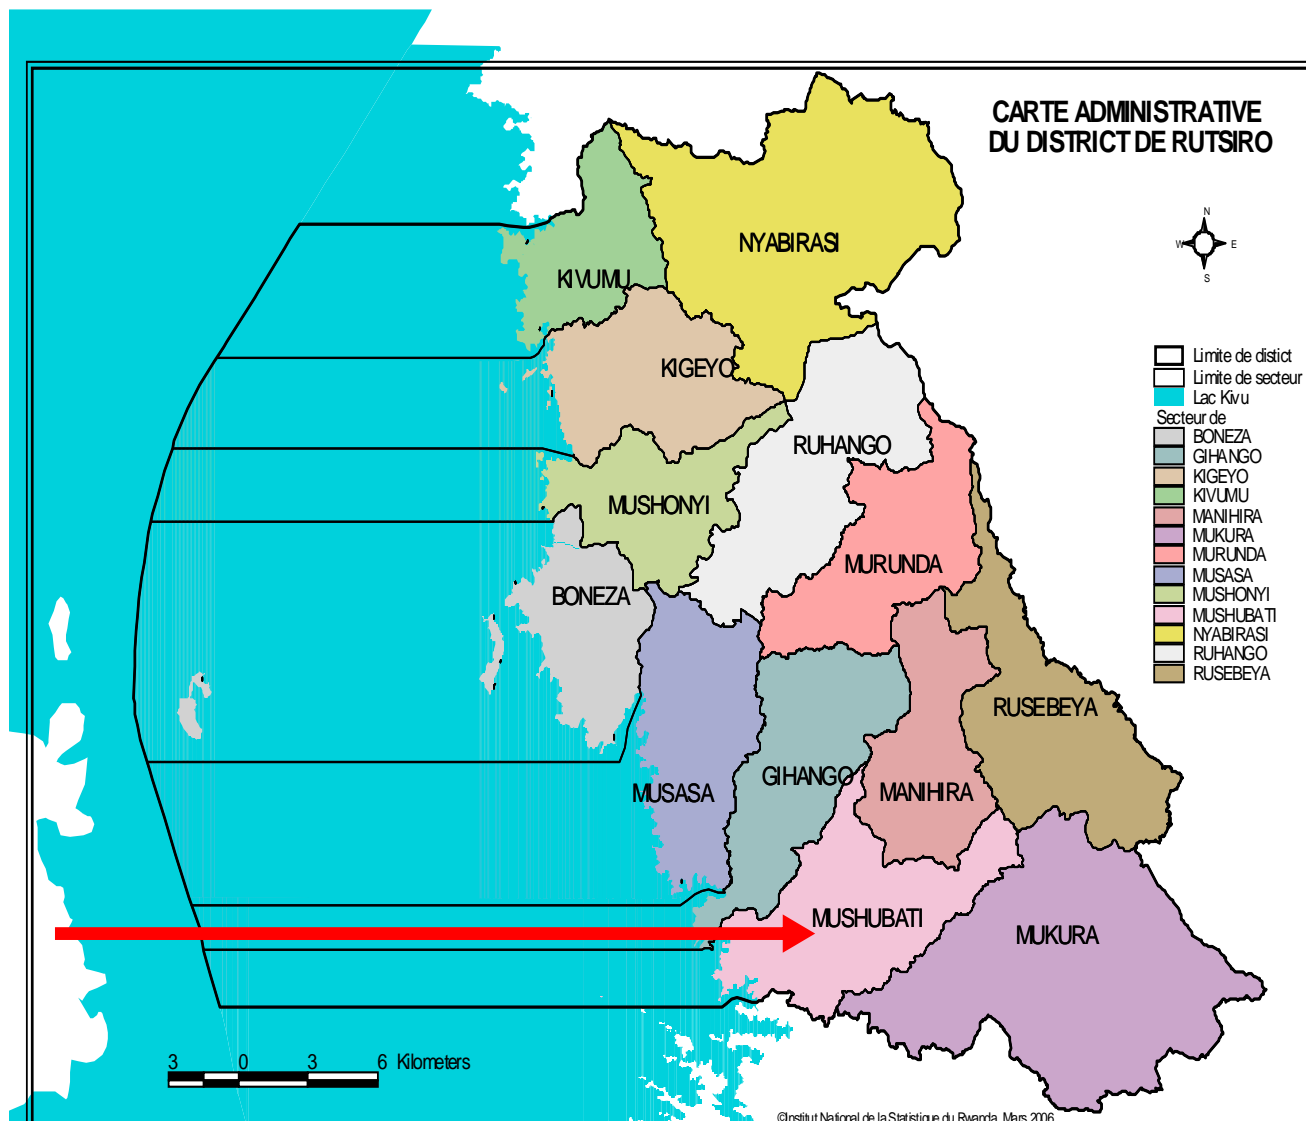 CARTE ADMINISTRATIVE
DU DISTRICT DE RUTSIRO
N
W E
S
NYABIRASI
KIVUMU
KIGEYO
RUHANGO
MUSHONYI
MURUNDA
BONEZA
RUSEBEYA
GIHANGO
MANIHIRA
MUSASA
MUSHUBATI
MUKURA
Limite de distict
Limite de secteur
Lac Kivu
Secteur de
BONEZA
GIHANGO
KIGEYO
KIVUMU
MANIHIRA
MUKURA
MURUNDA
MUSASA
MUSHONYI
MUSHUBATI
NYABIRASI
RUHANGO
RUSEBEYA
3 0 3 6 Kilometers
©Institut National de la Statistique du Rwanda, Mars 2006